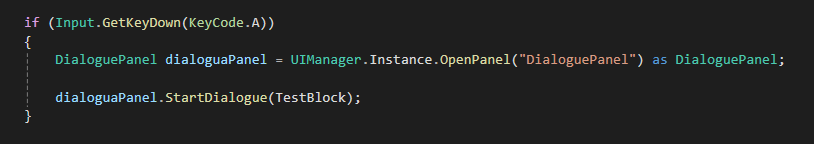 if (Input.GetKeyDown(KeyCode.A))
{
DialoguePanel dialoguaPanel = UIManager.Instance.OpenPanel("DialoguePanel") as DialoguePanel;
dialoguaPanel.StartDialogue(TestBlock);
}